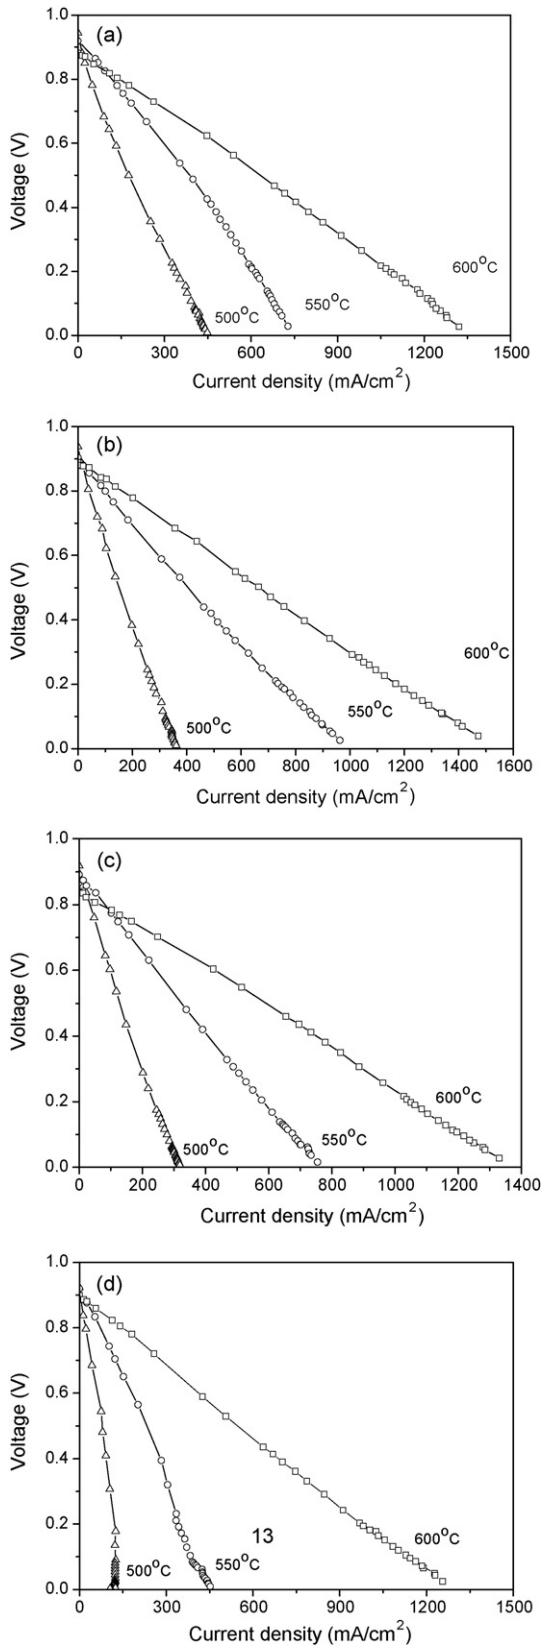 (a)
1.0
0.8
0.6
0.4
0.2
0.0
Voltage (V)
600°C
550°C
500°C
0 300 600 900 1200 1500
Current density (mA/cm²)
(b)
1.0
0.8
0.6
0.4
0.2
0.0
Voltage (V)
600°C
550°C
500°C
0 200 400 600 800 1000 1200 1400 1600
Current density (mA/cm²)
(c)
1.0
0.8
0.6
0.4
0.2
0.0
Voltage (V)
600°C
550°C
500°C
0 200 400 600 800 1000 1200 1400
Current density (mA/cm²)
(d)
1.0
0.8
0.6
0.4
0.2
0.0
Voltage (V)
13
600°C
550°C
500°C
0 300 600 900 1200 1500
Current density (mA/cm²)